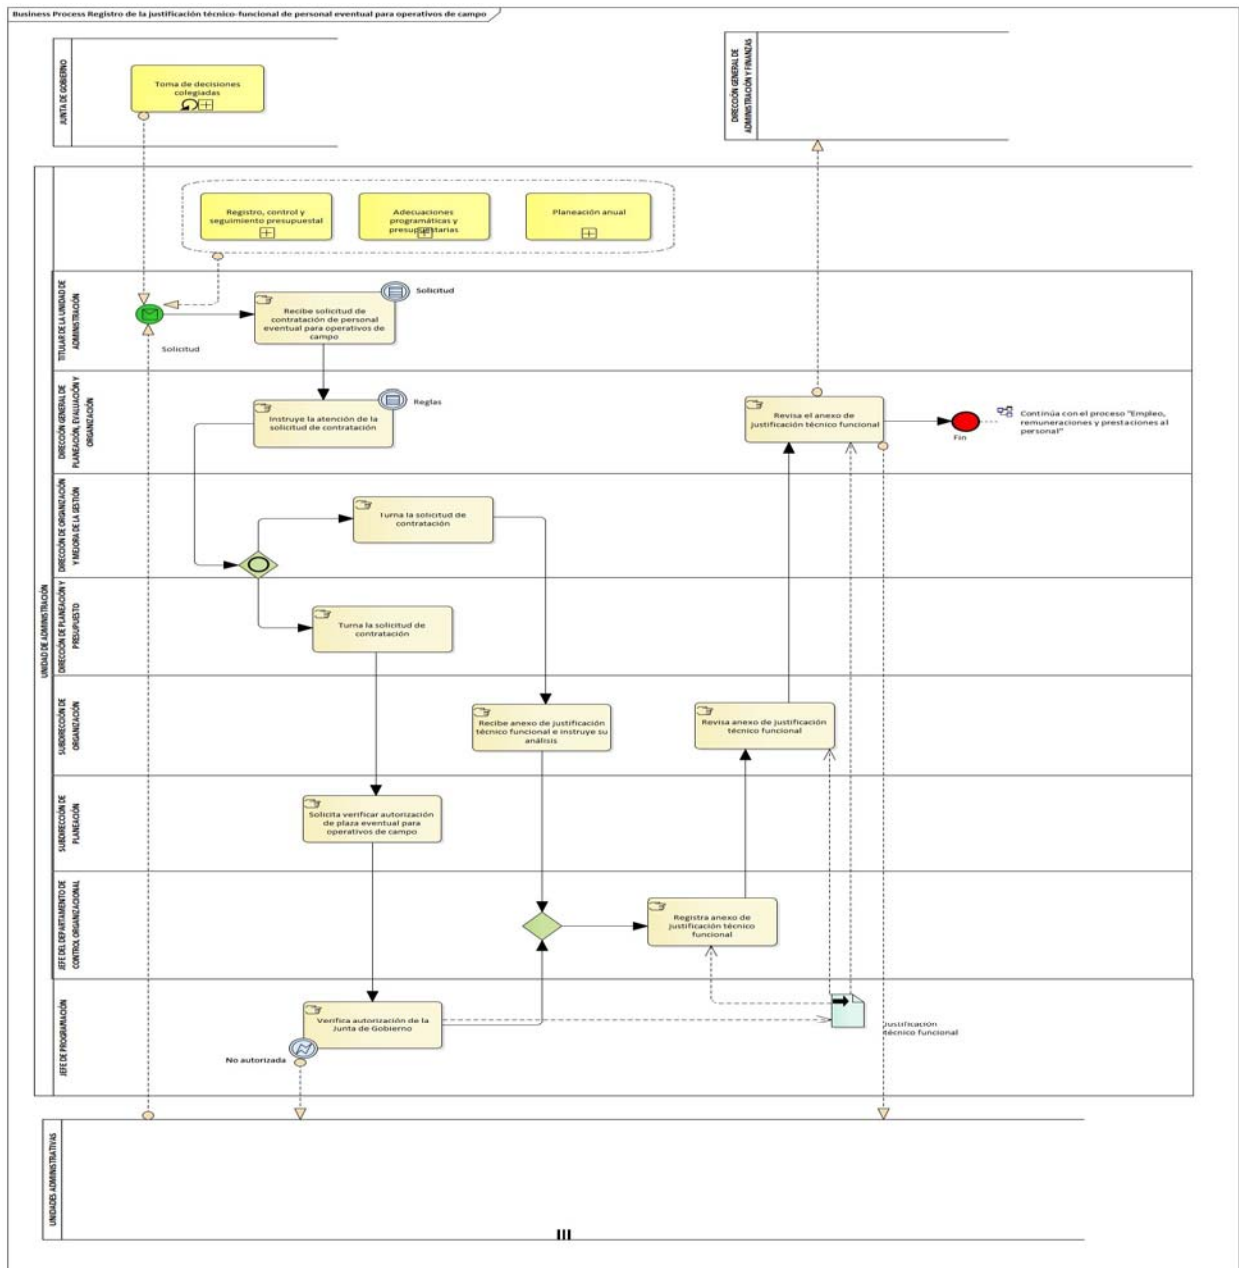 Business Process Registro de la justificación técnico-funcional de personal eventual para operativos de campo
JUNTA DE GOBIERNO
Toma de decisiones
colegiadas
DIRECCIÓN GENERAL DE
ADMINISTRACIÓN Y FINANZAS
UNIDAD DE ADMINISTRACIÓN
Registro, control y
seguimiento presupuestal
Adecuaciones
programáticas y
presupuestarias
Planeación anual
TITULAR DE LA UNIDAD DE
ADMINISTRACIÓN
Solicitud
Recibe solicitud de
contratación de personal
eventual para operativos de
campo
Solicitud
DIRECCIÓN GENERAL DE
PLANEACIÓN, EVALUACIÓN Y
ORGANIZACIÓN
Instruye la atención de la
solicitud de contratación
Reglas
Revisa el anexo de
justificación técnico funcional
Fin
Continúa con el proceso "Empleo,
remuneraciones y prestaciones al
personal"
DIRECCIÓN DE ORGANIZACIÓN
Y MEJORA DE LA GESTIÓN
Turna la solicitud de
contratación
DIRECCIÓN DE PLANEACIÓN Y
PRESUPUESTO
Turna la solicitud de
contratación
SUBDIRECCIÓN DE
ORGANIZACIÓN
Recibe anexo de justificación
técnico funcional e instruye su
análisis
Revisa anexo de justificación
técnico funcional
SUBDIRECCIÓN DE
PLANEACIÓN
Solicita verificar autorización
de plaza eventual para
operativos de campo
JEFE DEL DEPARTAMENTO DE
CONTROL ORGANIZACIONAL
Registra anexo de
justificación técnico
funcional
JEFE DE PROGRAMACIÓN
Verifica autorización de la
Junta de Gobierno
No autorizada
Justificación
técnico funcional
UNIDADES ADMINISTRATIVAS